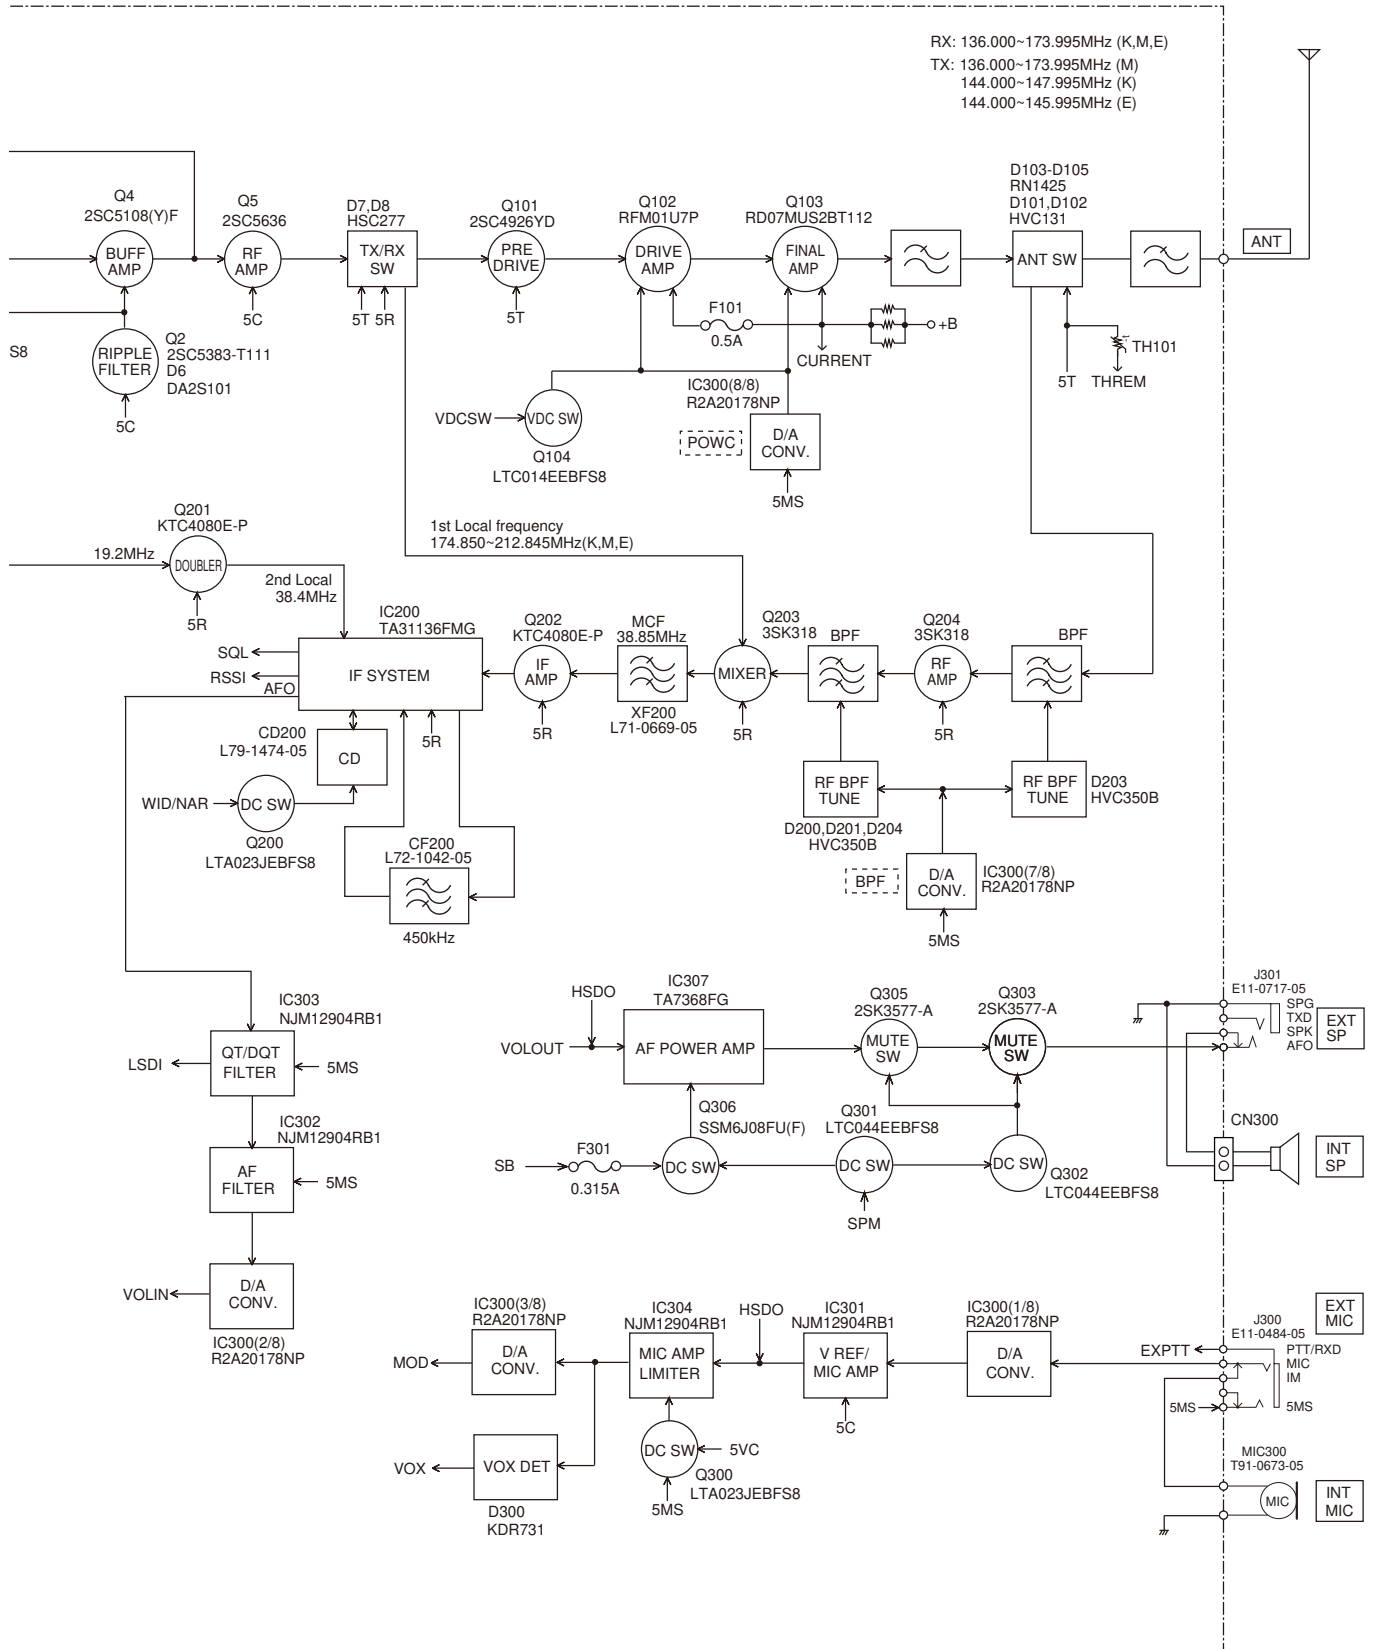 RX: 136.000~173.995MHz (K,M,E)
TX: 136.000~173.995MHz (M)
144.000~147.995MHz (K)
144.000~145.995MHz (E)
Q4
2SC5108(Y)F
BUFF
AMP
Q5
2SC5636
RF
AMP
5C
D7,D8
HSC277
TX/RX
SW
5T 5R
Q101
2SC4926YD
PRE
DRIVE
5T
Q102
RFM01U7P
DRIVE
AMP
Q103
RD07MUS2BT112
FINAL
AMP
D103-D105
RN1425
D101,D102
HVC131
ANT SW
ANT
S8
RIPPLE
FILTER
Q2
2SC5383-T111
D6
DA2S101
5C
F101
0.5A
CURRENT
+B
5T
TH101
THREM
VDCSW
VDC SW
Q104
LTC014EEBFS8
IC300(8/8)
R2A20178NP
POWC
D/A
CONV.
5MS
Q201
KTC4080E-P
19.2MHz
DOUBLER
5R
2nd Local
38.4MHz
1st Local frequency
174.850~212.845MHz(K,M,E)
IC200
TA31136FMG
SQL
RSSI
AFO
IF SYSTEM
Q202
KTC4080E-P
IF
AMP
5R
MCF
38.85MHz
XF200
L71-0669-05
Q203
3SK318
MIXER
5R
BPF
Q204
3SK318
RF
AMP
5R
BPF
CD200
L79-1474-05
CD
5R
WID/NAR
DC SW
Q200
LTA023JEBFS8
CF200
L72-1042-05
450kHz
RF BPF
TUNE
D200,D201,D204
HVC350B
RF BPF
TUNE
D203
HVC350B
BPF
D/A
CONV.
IC300(7/8)
R2A20178NP
5MS
IC303
NJM12904RB1
LSDI
QT/DQT
FILTER
5MS
IC302
NJM12904RB1
AF
FILTER
5MS
VOLIN
D/A
CONV.
IC300(2/8)
R2A20178NP
HSDO
VOLOUT
IC307
TA7368FG
AF POWER AMP
Q305
2SK3577-A
MUTE
SW
Q303
2SK3577-A
MUTE
SW
J301
E11-0717-05
SPG
TXD
SPK
AFO
EXT
SP
SB
F301
0.315A
Q306
SSM6J08FU(F)
DC SW
Q301
LTC044EEBFS8
DC SW
SPM
DC SW
Q302
LTC044EEBFS8
CN300
INT
SP
MOD
IC300(3/8)
R2A20178NP
D/A
CONV.
IC304
NJM12904RB1
MIC AMP
LIMITER
HSDO
IC301
NJM12904RB1
V REF/
MIC AMP
5C
IC300(1/8)
R2A20178NP
D/A
CONV.
EXT
MIC
J300
E11-0484-05
EXPTT
PTT/RXD
MIC
IM
5MS
5MS
VOX
VOX DET
D300
KDR731
DC SW
5VC
Q300
LTA023JEBFS8
5MS
MIC300
T91-0673-05
MIC
INT
MIC